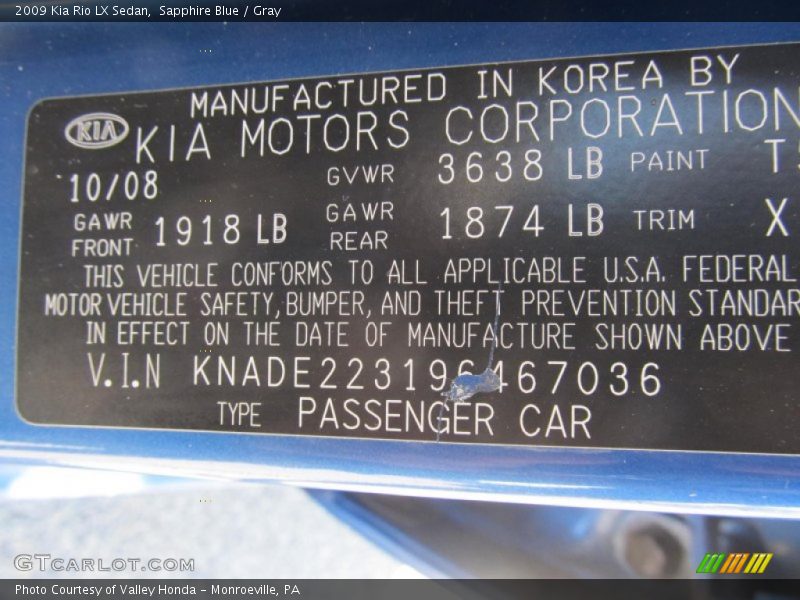 2009 Kia Rio LX Sedan, Sapphire Blue / Gray
MANUFACTURED IN KOREA BY
KIA KIA MOTORS CORPORATION
10/08 GVWR 3638 LB PAINT
GAWR FRONT 1918 LB GAWR REAR 1874 LB TRIM X
THIS VEHICLE CONFORMS TO ALL APPLICABLE U.S.A. FEDERAL
MOTOR VEHICLE SAFETY, BUMPER, AND THEFT PREVENTION STANDAR
IN EFFECT ON THE DATE OF MANUFACTURE SHOWN ABOVE
V.I.N KNADE223196467036
TYPE PASSENGER CAR
GTCARLOT.COM
Photo Courtesy of Valley Honda - Monroeville, PA